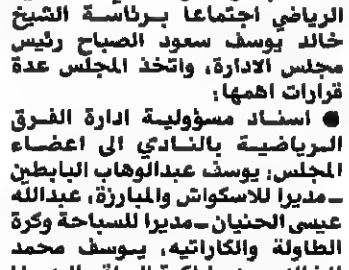 الرياضي اجتماعا برئاسة الشيخ
خالد يوسف سعود الصباح رئيس
مجلس الادارة، واتخذ المجلس عدة
قرارات اهمها:
● اسناد مسؤولية ادارة الفرق
الرياضية بالنادي الى اعضاء
المجلس: يوسف عبدالوهاب البابطين
ـ مديرا للاسكواش والمبارزة، عبدالله
عيسى الحنيان ـ مديرا للسباحة وكرة
الطاولة والكاراتيه، يوسف محمد